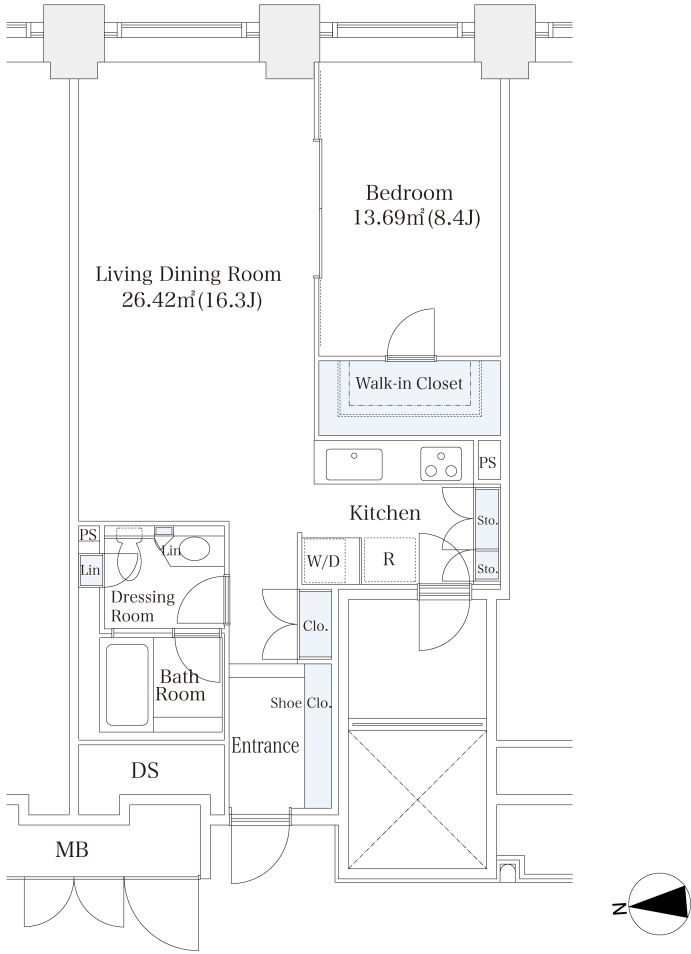 Bedroom
13.69㎡(8.4J)
Living Dining Room
26.42㎡(16.3J)
Walk-in Closet
PS
Kitchen
Sto.
PS
Lin
W/D
R
Lin
Sto.
Dressing
Room
Clo.
Bath
Room
Shoe Clo.
Entrance
DS
MB
N